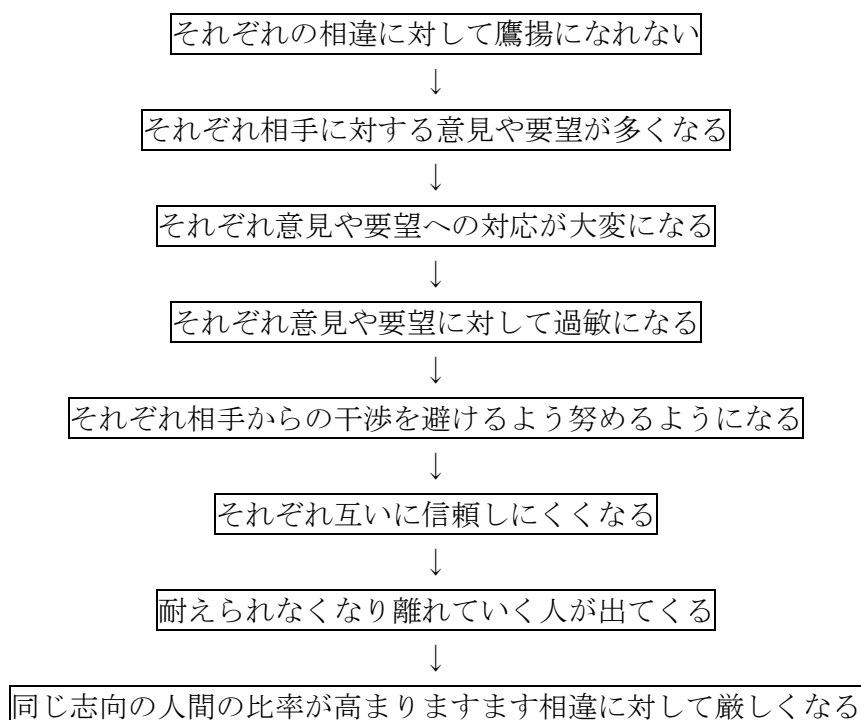 それぞれの相違に対して鷹揚になれない
↓
それぞれ相手に対する意見や要望が多くなる
↓
それぞれ意見や要望への対応が大変になる
↓
それぞれ意見や要望に対して過敏になる
↓
それぞれ相手からの干渉を避けるよう努めるようになる
↓
それぞれ互いに信頼しにくくなる
↓
耐えられなくなり離れていく人が出てくる
↓
同じ志向の人間の比率が高まりますます相違に対して厳しくなる